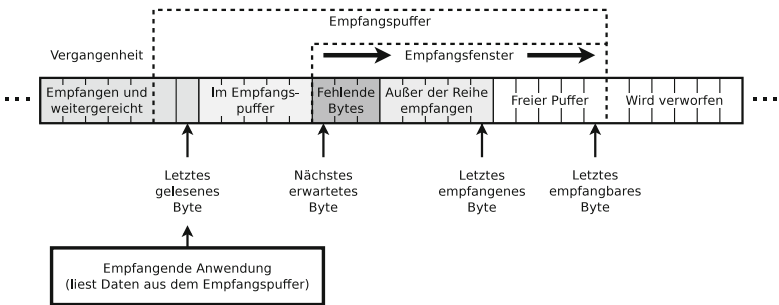 Empfangspuffer
Vergangenheit
Empfangsfenster
Empfangen und
weitergereicht
Im Empfangs-
puffer
Fehlende
Bytes
Außer der Reihe
empfangen
Freier Puffer
Wird verworfen
Letztes
gelesenes
Byte
Nächstes
erwartetes
Byte
Letztes
empfangenes
Byte
Letztes
empfangbares
Byte
Empfangende Anwendung
(liest Daten aus dem Empfangspuffer)